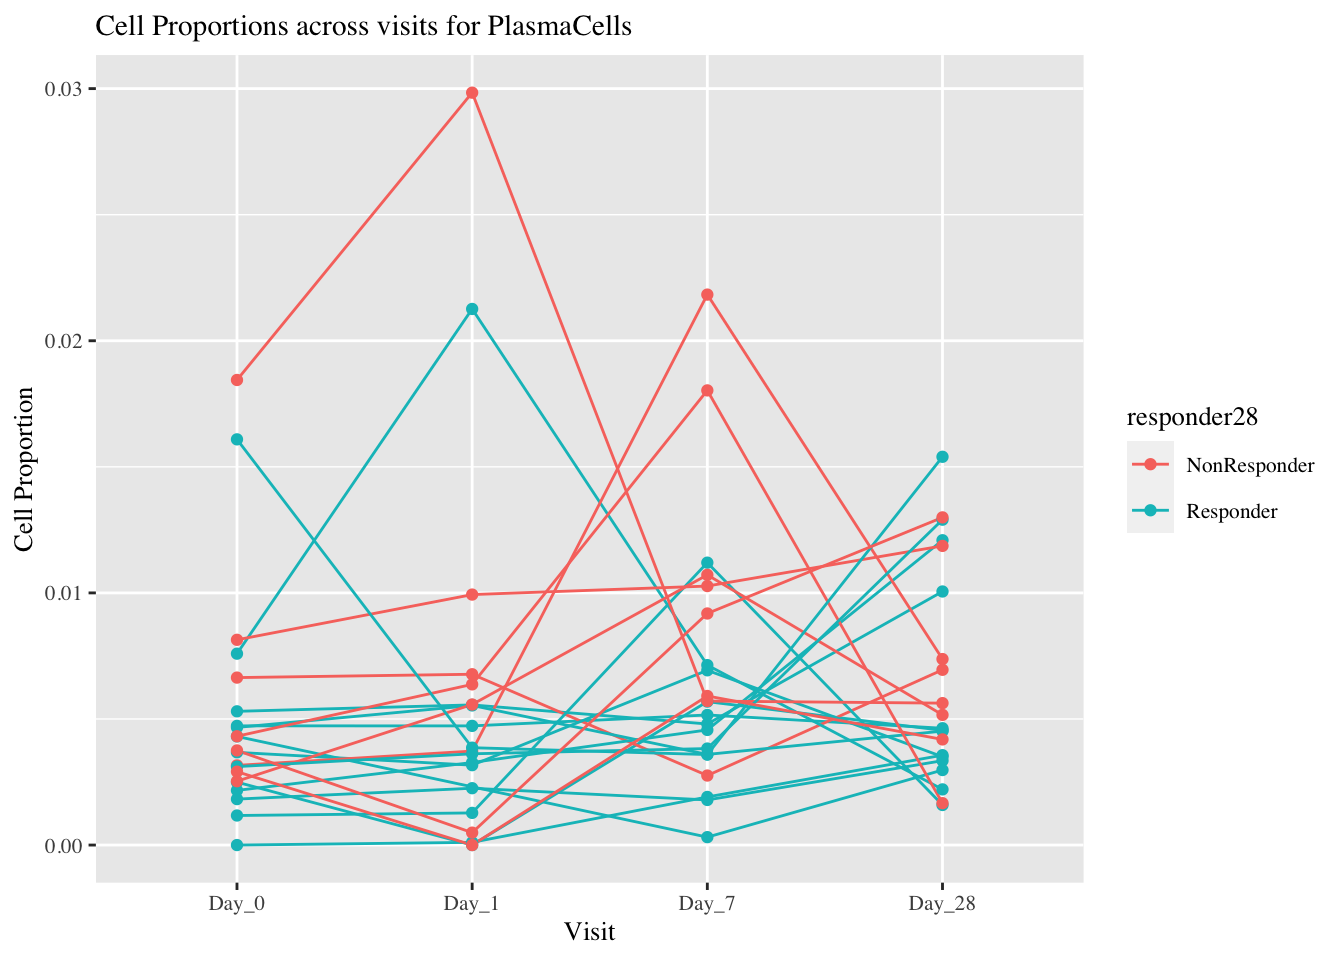 Cell Proportions across visits for PlasmaCells
0.03
0.02
0.01
0.00
Cell Proportion
Day_0
Day_1
Day_7
Day_28
Visit
responder28
NonResponder
Responder